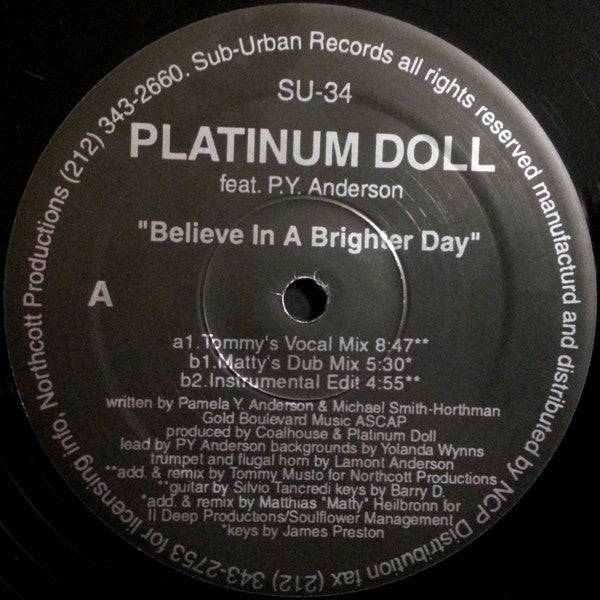 Sub-Urban Records all rights reserved manufacturd and distributed by NCP Distribution fax (212) 343-2753 for licensing info, Northcott Productions (212) 343-2660.
SU-34
PLATINUM DOLL
feat. P.Y. Anderson
"Believe In A Brighter Day"
A
a1.Tommy's Vocal Mix 8:47**
b1.Matty's Dub Mix 5:30*
b2.Instrumental Edit 4:55**
written by Pamela Y. Anderson & Michael Smith-Horthman
Gold Boulevard Music ASCAP
produced by Coalhouse & Platinum Doll
lead by PY Anderson backgrounds by Yolanda Wynns
trumpet and flugal horn by Lamont Anderson
**add. & remix by Tommy Musto for Northcott Productions
**guitar by Silvio Tancredi keys by Barry D.
*add. & remix by Matthias "Matty" Heilbronn for
II Deep Productions/Soulflower Management
*keys by James Preston